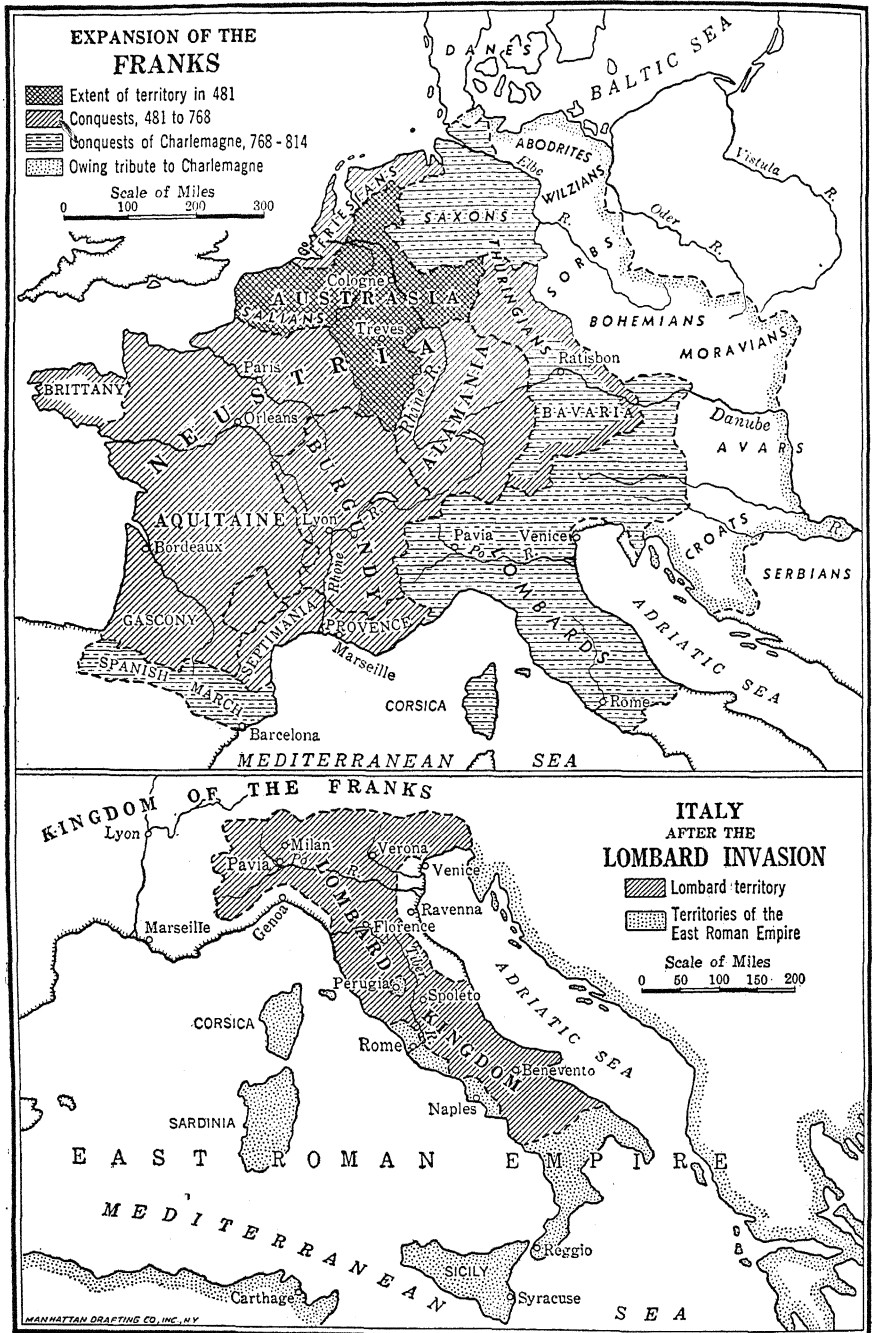 EXPANSION OF THE
FRANKS
Extent of territory in 481
Conquests, 481 to 768
Conquests of Charlemagne, 768-814
Owing tribute to Charlemagne
Scale of Miles
0 100 200 300
DANES
BALTIC SEA
ABODRITES
Elbe
WILZIANS
R.
Vistula
R.
Oder
R.
FRIESIANS
SAXONS
SORBS
THURINGIANS
Cologne
AUSTRASIA
SALIANS
Treves
BOHEMIANS
MORAVIANS
Paris
Ratisbon
BRITTANY
NEUSTRIA
Rhine R.
ALAMANIA
BAVARIA
Orleans
Danube
AVARS
BURGUNDY
AQUITAINE
Lyon
R.
Rhone
Bordeaux
Pavia
Venice
Po R.
CROATS
R.
SERBIANS
LOMBARDS
GASCONY
SEPTIMANIA
PROVENCE
Marseille
ADRIATIC SEA
SPANISH
MARCH
CORSICA
Rome
Barcelona
MEDITERRANEAN SEA
KINGDOM OF THE FRANKS
ITALY
AFTER THE
LOMBARD INVASION
Lombard territory
Territories of the
East Roman Empire
Scale of Miles
0 50 100 150 200
Lyon
Milan
Verona
Pavia
Po
R.
Venice
LOMBARD
KINGDOM
Genoa
Ravenna
Marseille
Florence
Tiber
R.
Perugia
Spoleto
ADRIATIC SEA
CORSICA
Rome
Benevento
Naples
SARDINIA
EAST ROMAN EMPIRE
MEDITERRANEAN SEA
Reggio
SICILY
Carthage
Syracuse
MANHATTAN DRAFTING CO., INC., N.Y.